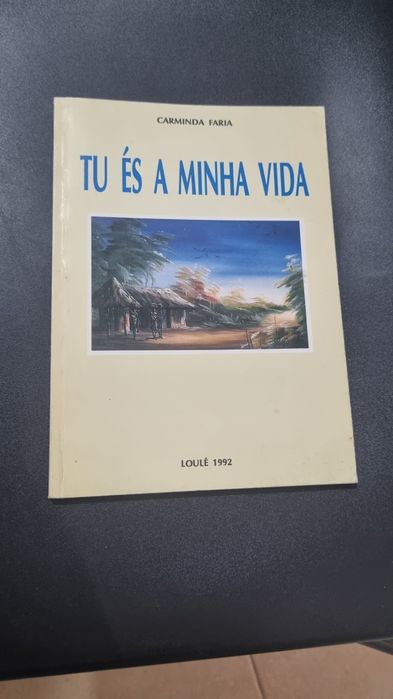 CARMINDA FARIA
TU ÉS A MINHA VIDA
LOULÉ 1992